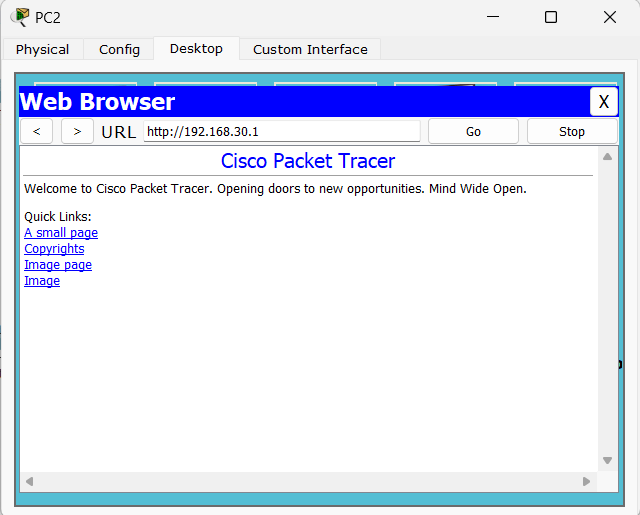 PC2
Physical Config Desktop Custom Interface
Web Browser X
< > URL http://192.168.30.1 Go Stop
Cisco Packet Tracer
Welcome to Cisco Packet Tracer. Opening doors to new opportunities. Mind Wide Open.
Quick Links:
A small page
Copyrights
Image page
Image